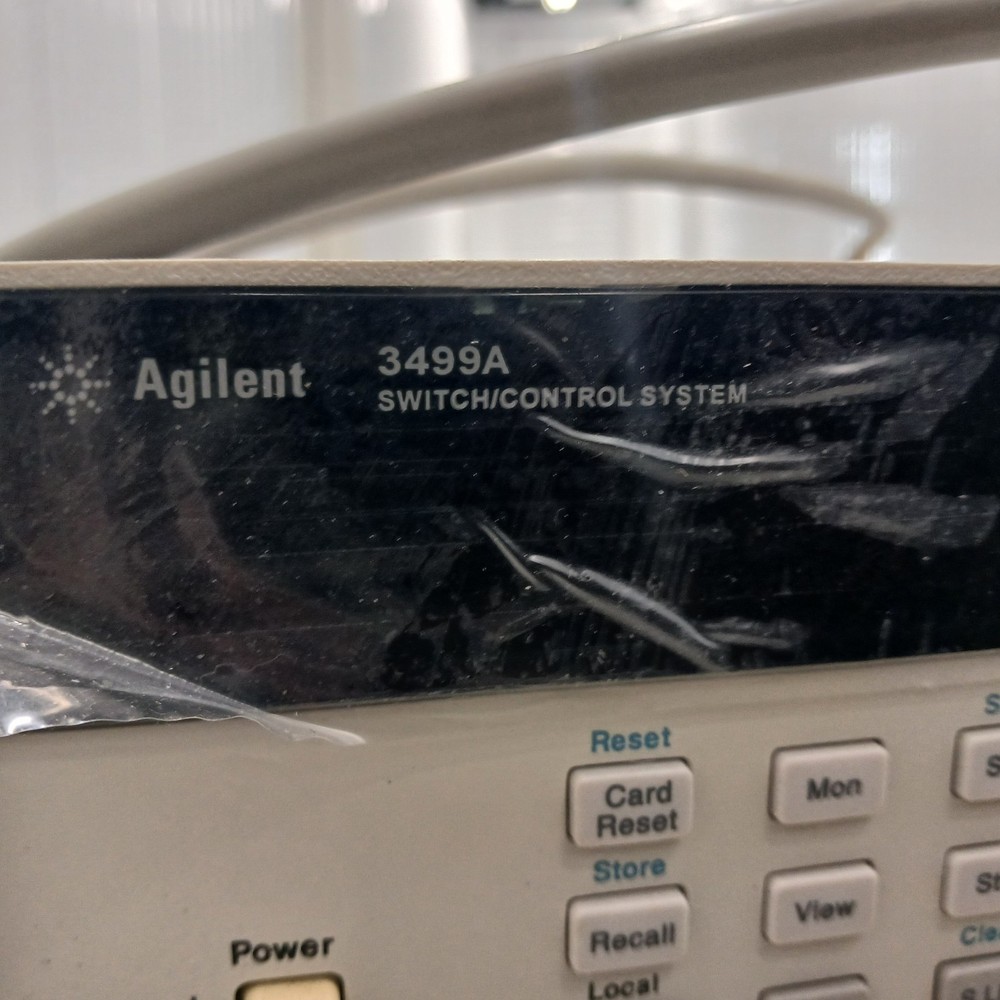 Agilent
3499A
SWITCH/CONTROL SYSTEM
Reset
Card
Reset
Mon
Store
Recall
View
Power
Local